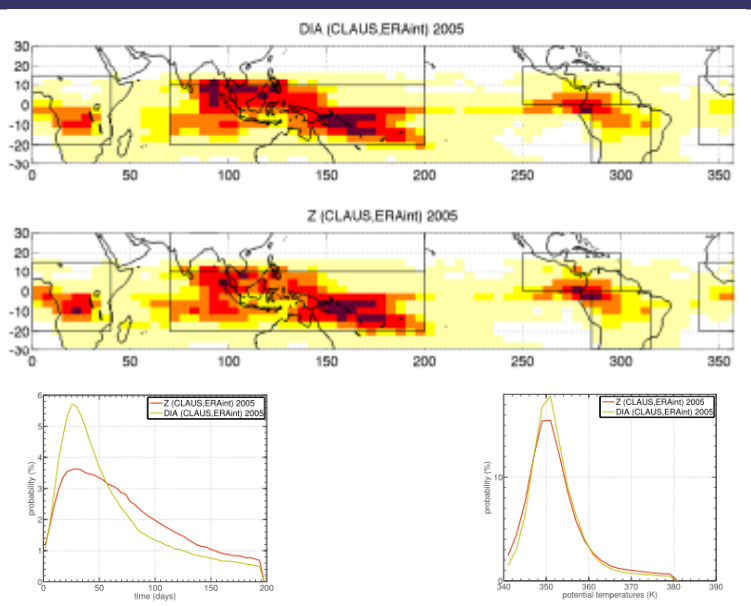 DIA (CLAUS,ERAint) 2005
30
20
10
0
-10
-20
-30
0 50 100 150 200 250 300 350
Z (CLAUS,ERAint) 2005
30
20
10
0
-10
-20
-30
0 50 100 150 200 250 300 350
6
5
4
3
2
1
0
probability (%)
Z (CLAUS,ERAint) 2005
DIA (CLAUS,ERAint) 2005
0 50 100 150 200
time (days)
10
probability (%)
Z (CLAUS,ERAint) 2005
DIA (CLAUS,ERAint) 2005
340 350 360 370 380 390
potential temperatures (K)